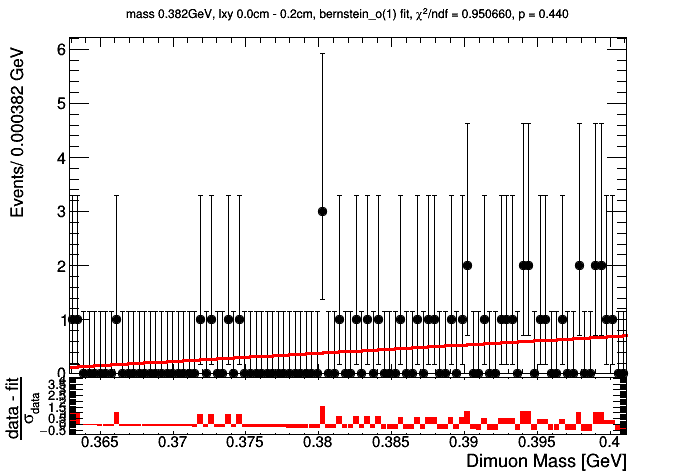 mass 0.382GeV, lxy 0.0cm - 0.2cm, bernstein_o(1) fit, χ²/ndf = 0.950660, p = 0.440
Events/ 0.000382 GeV
6
5
4
3
2
1
0
data - fit
σdata
0.365 0.37 0.375 0.38 0.385 0.39 0.395 0.4
Dimuon Mass [GeV]